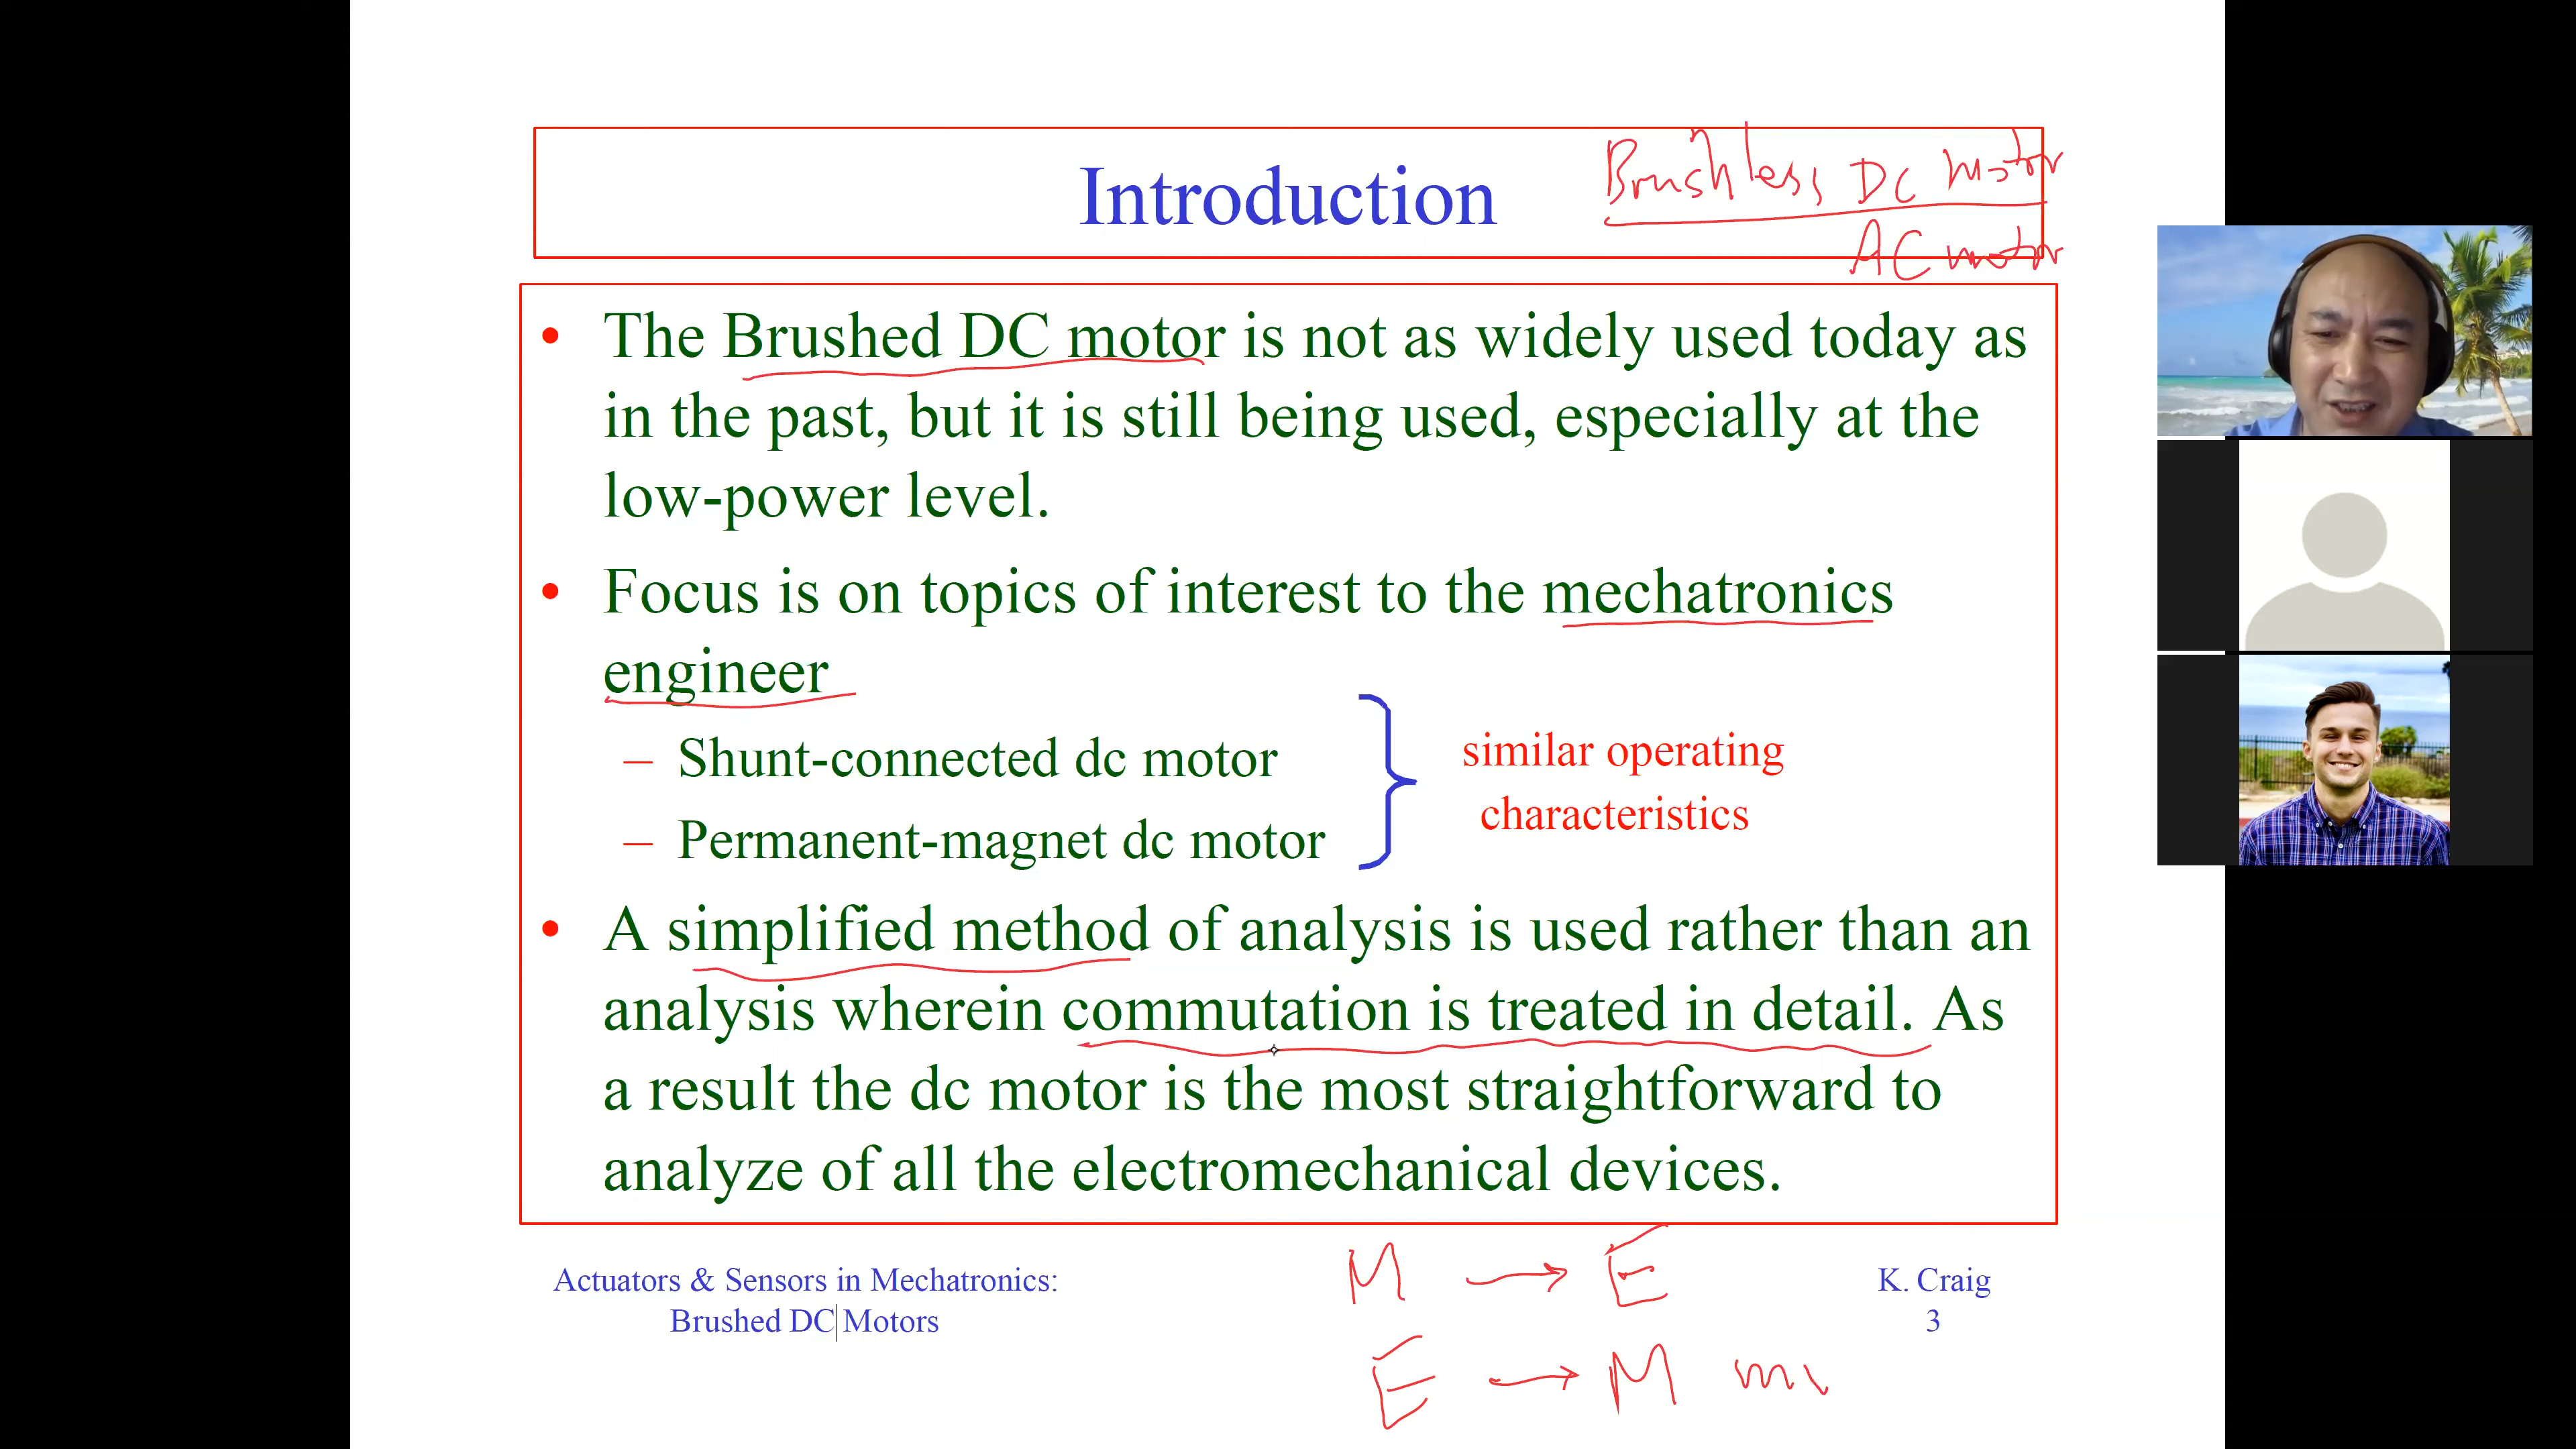 Introduction
Brushless DC motor
AC motor
• The Brushed DC motor is not as widely used today as
in the past, but it is still being used, especially at the
low-power level.
• Focus is on topics of interest to the mechatronics
engineer
– Shunt-connected dc motor
– Permanent-magnet dc motor
similar operating
characteristics
• A simplified method of analysis is used rather than an
analysis wherein commutation is treated in detail. As
a result the dc motor is the most straightforward to
analyze of all the electromechanical devices.
M → E
E → M
Actuators & Sensors in Mechatronics:
Brushed DC Motors
K. Craig
3